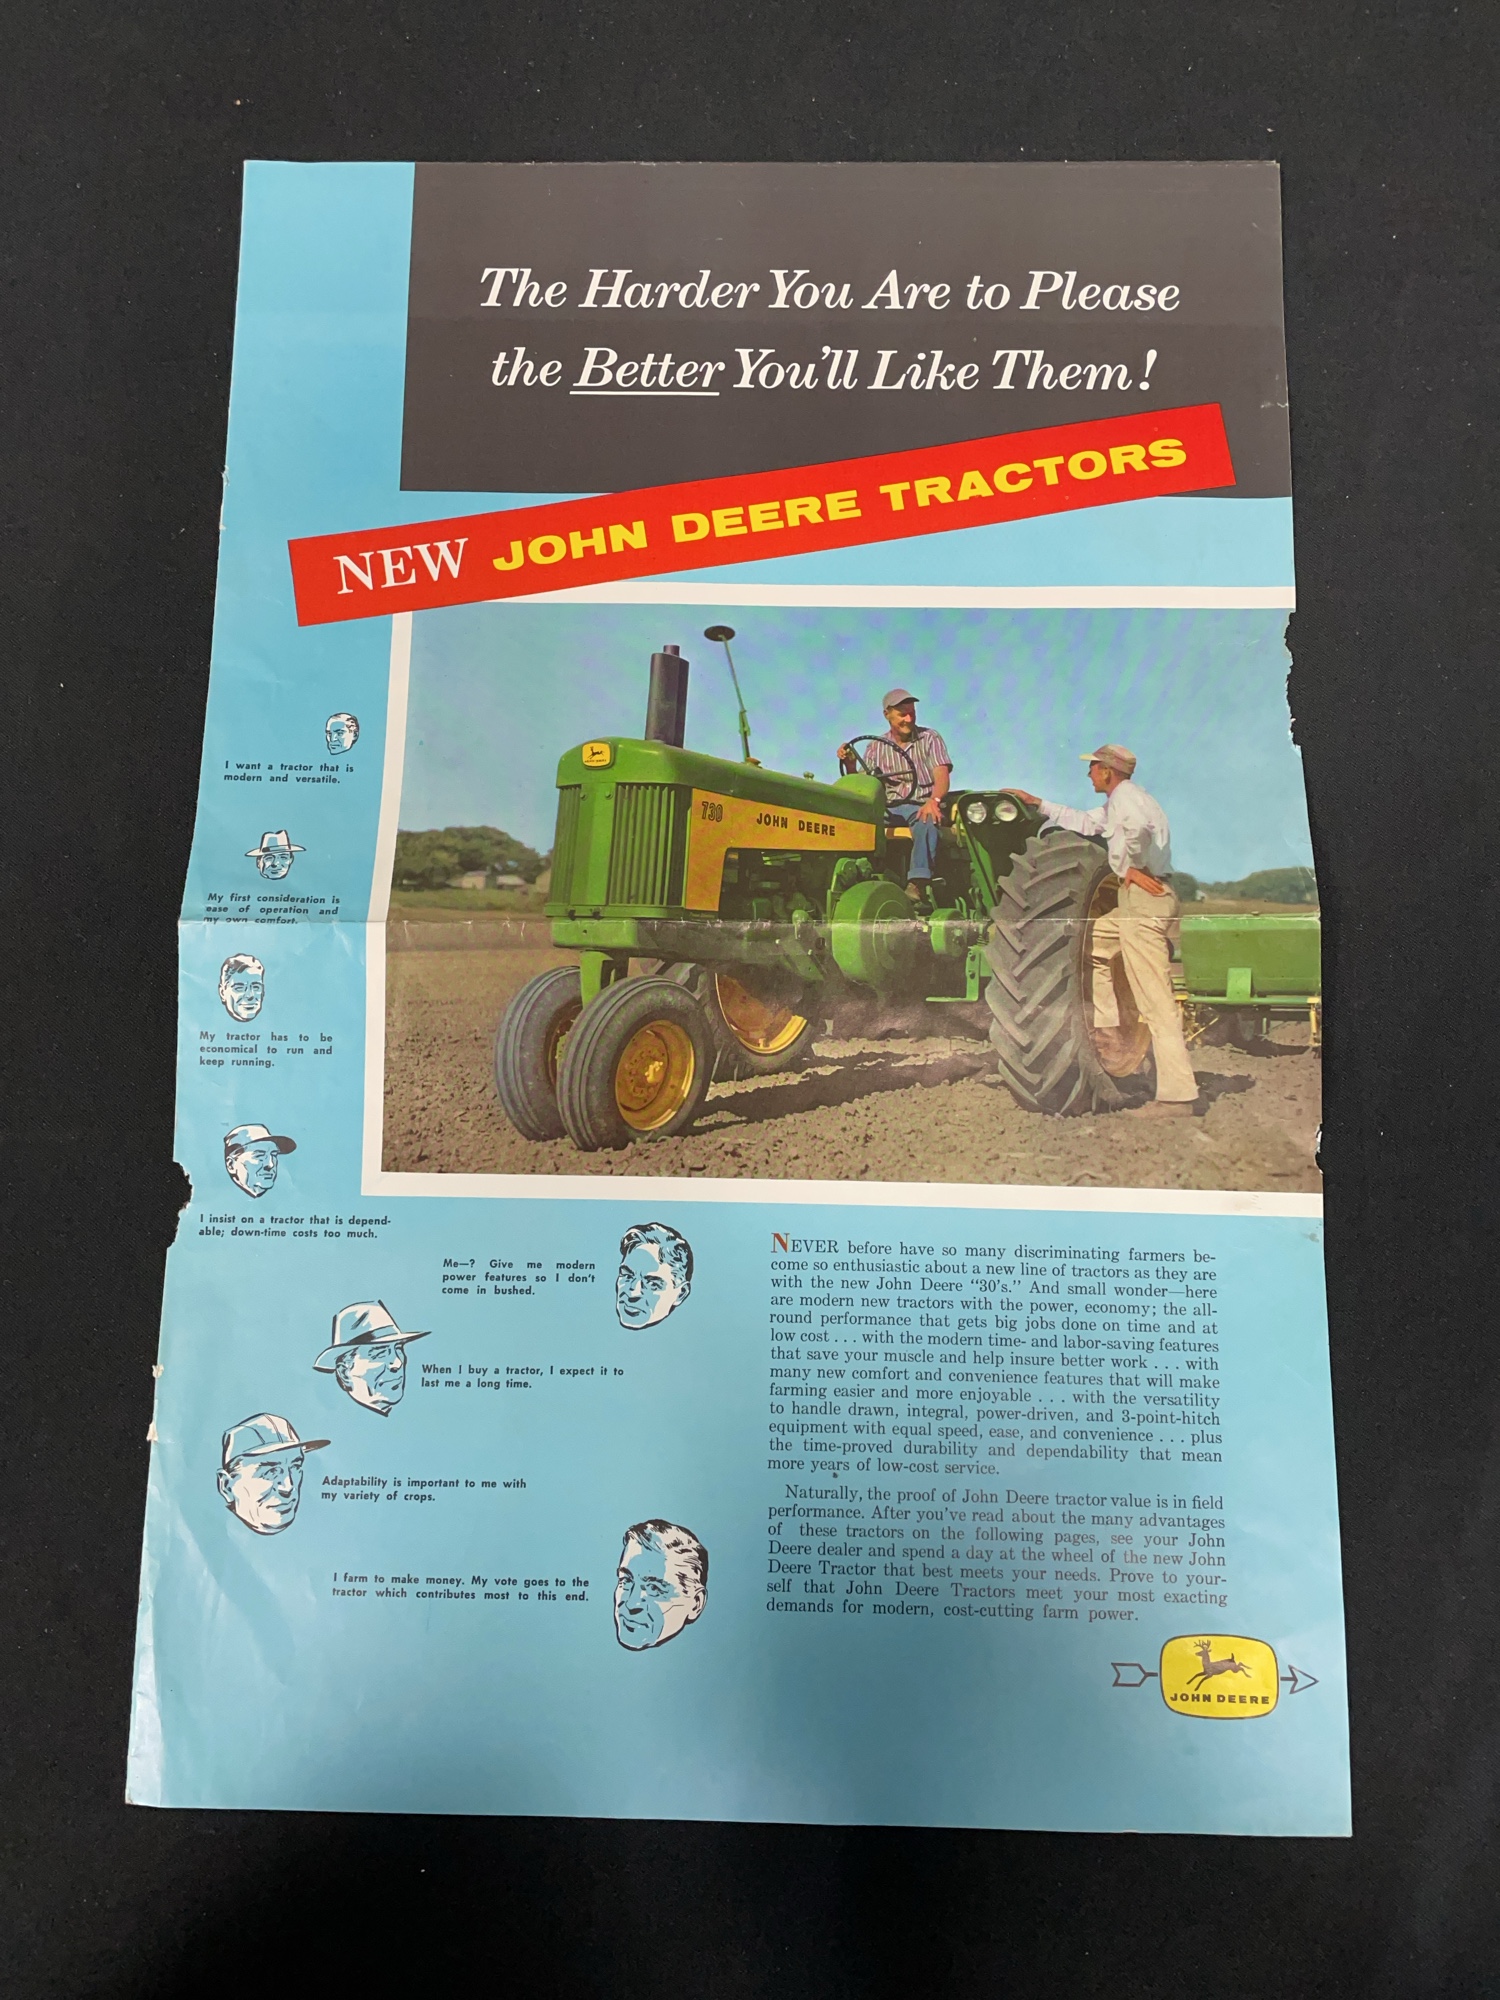 The Harder You Are to Please
the Better You'll Like Them!
NEW JOHN DEERE TRACTORS
JOHN DEERE
730
JOHN DEERE
I want a tractor that is
modern and versatile.
My first consideration is
ease of operation and
my own comfort.
My tractor has to be
economical to run and
keep running.
I insist on a tractor that is depend-
able; down-time costs too much.
Me—? Give me modern
power features so I don't
come in bushed.
When I buy a tractor, I expect it to
last me a long time.
Adaptability is important to me with
my variety of crops.
I farm to make money. My vote goes to the
tractor which contributes most to this end.
NEVER before have so many discriminating farmers be-
come so enthusiastic about a new line of tractors as they are
with the new John Deere "30's." And small wonder—here
are modern new tractors with the power, economy; the all-
round performance that gets big jobs done on time and at
low cost . . . with the modern time- and labor-saving features
that save your muscle and help insure better work . . . with
many new comfort and convenience features that will make
farming easier and more enjoyable . . . with the versatility
to handle drawn, integral, power-driven, and 3-point-hitch
equipment with equal speed, ease, and convenience . . . plus
the time-proved durability and dependability that mean
more years of low-cost service.
Naturally, the proof of John Deere tractor value is in field
performance. After you've read about the many advantages
of these tractors on the following pages, see your John
Deere dealer and spend a day at the wheel of the new John
Deere Tractor that best meets your needs. Prove to your-
self that John Deere Tractors meet your most exacting
demands for modern, cost-cutting farm power.
JOHN DEERE